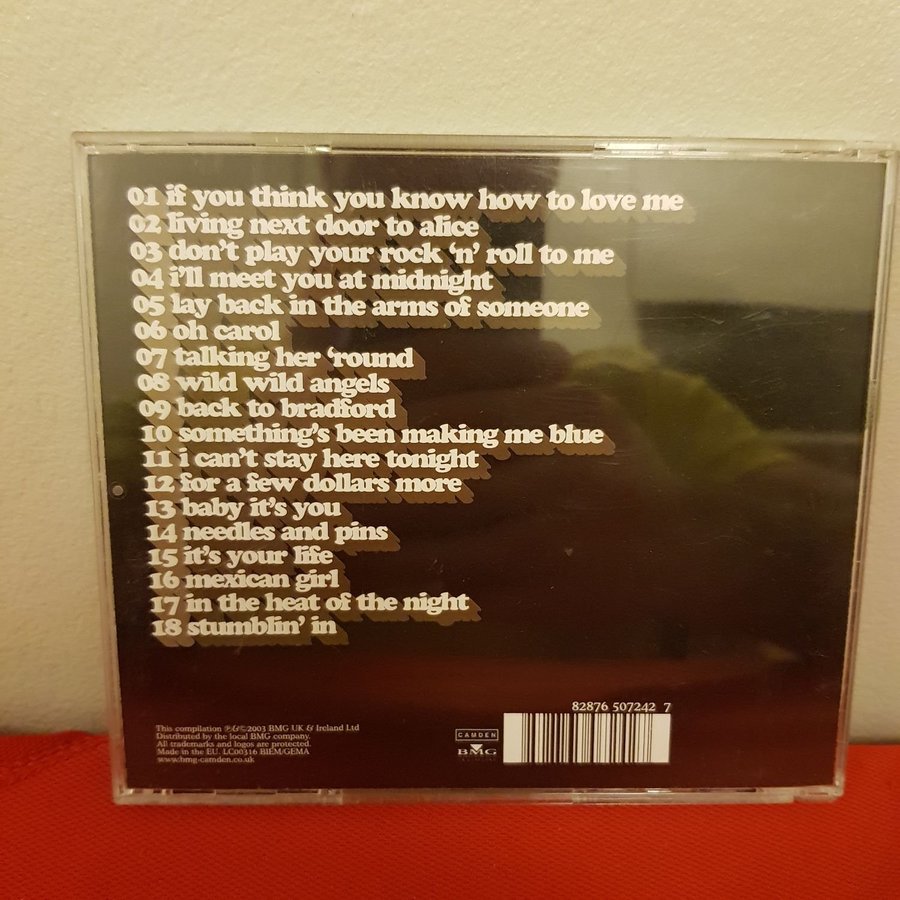 01 if you think you know how to love me
02 living next door to alice
03 don't play your rock 'n' roll to me
04 i'll meet you at midnight
05 lay back in the arms of someone
06 oh carol
07 talking her 'round
08 wild wild angels
09 back to bradford
10 something's been making me blue
11 i can't stay here tonight
12 for a few dollars more
13 baby it's you
14 needles and pins
15 it's your life
16 mexican girl
17 in the heat of the night
18 stumblin' in
82876 507242 7
This compilation ℗&©2003 BMG UK & Ireland Ltd
Distributed by the local BMG company.
All trademarks and logos are protected.
Made in the EU. LC00316 BIEM/GEMA
www.bmg-camden.co.uk
CAMDEN
BMG